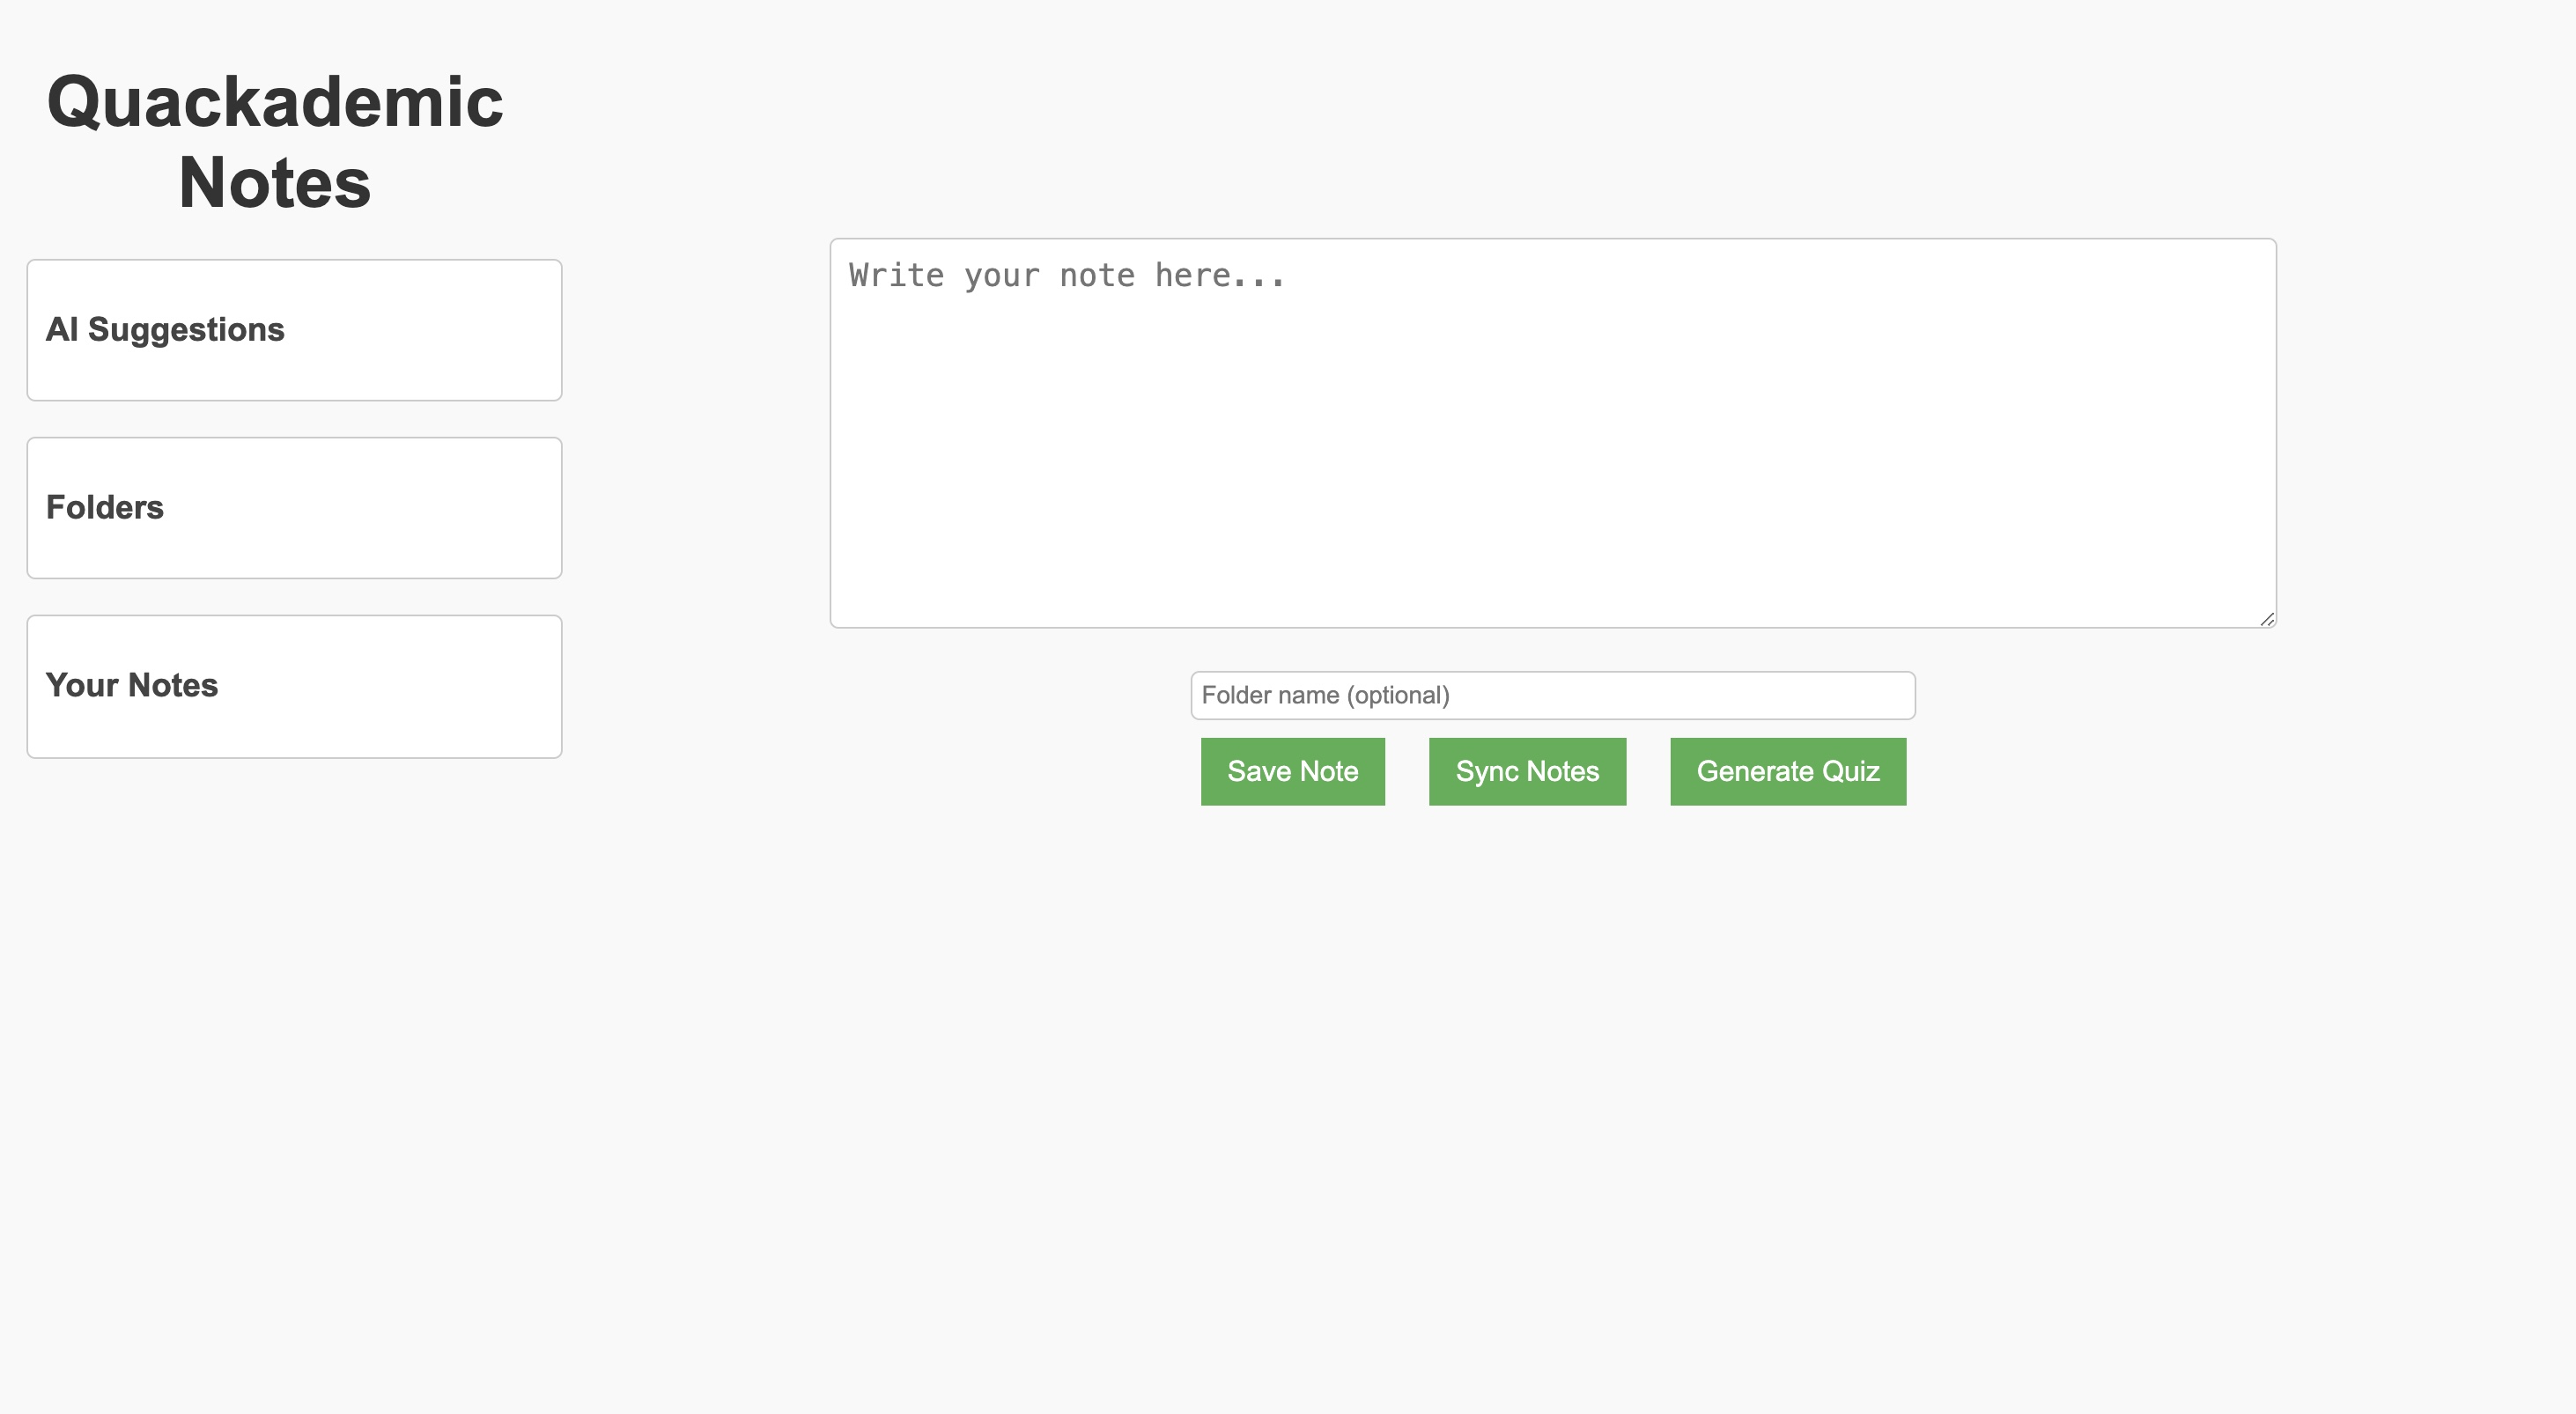 Quackademic
Notes
AI Suggestions
Folders
Your Notes
Write your note here...
Folder name (optional)
Save Note
Sync Notes
Generate Quiz